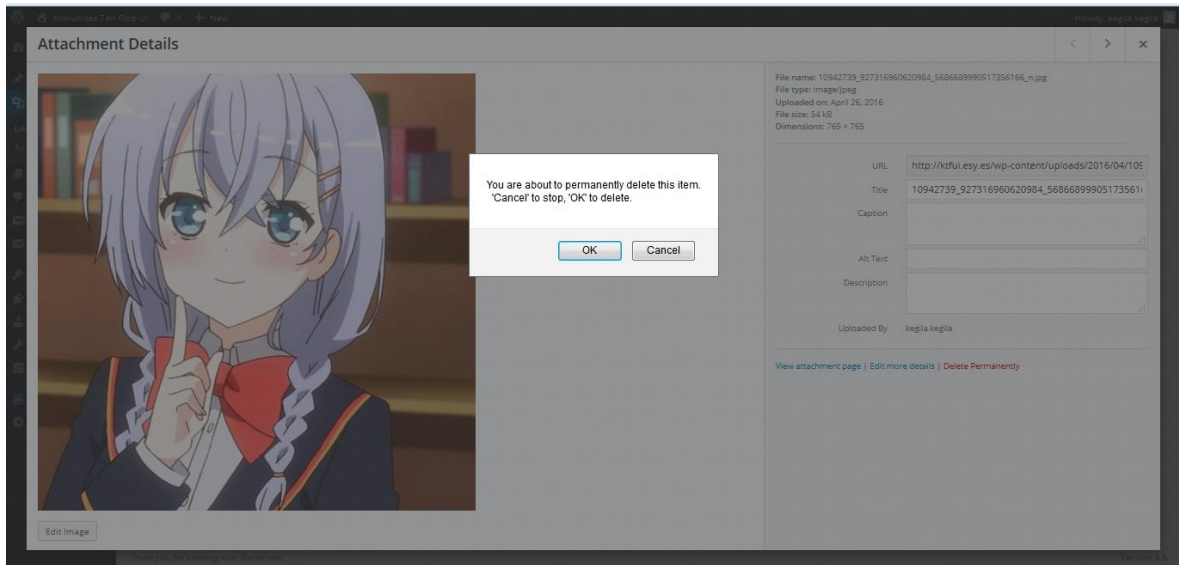 Komunitas Tari Floqi UI 0 + New
Howdy, kegila kegila
Attachment Details
File name: 10942739_927316960620984_5686689990517356166_n.jpg
File type: image/jpeg
Uploaded on: April 26, 2016
File size: 54 kB
Dimensions: 765 × 765
URL http://ktfui.esy.es/wp-content/uploads/2016/04/109
Title 10942739_927316960620984_5686689990517356
Caption
Alt Text
Description
Uploaded By kegila kegila
View attachment page | Edit more details | Delete Permanently
You are about to permanently delete this item.
'Cancel' to stop, 'OK' to delete.
OK Cancel
Edit Image
Thank you for creating with WordPress.